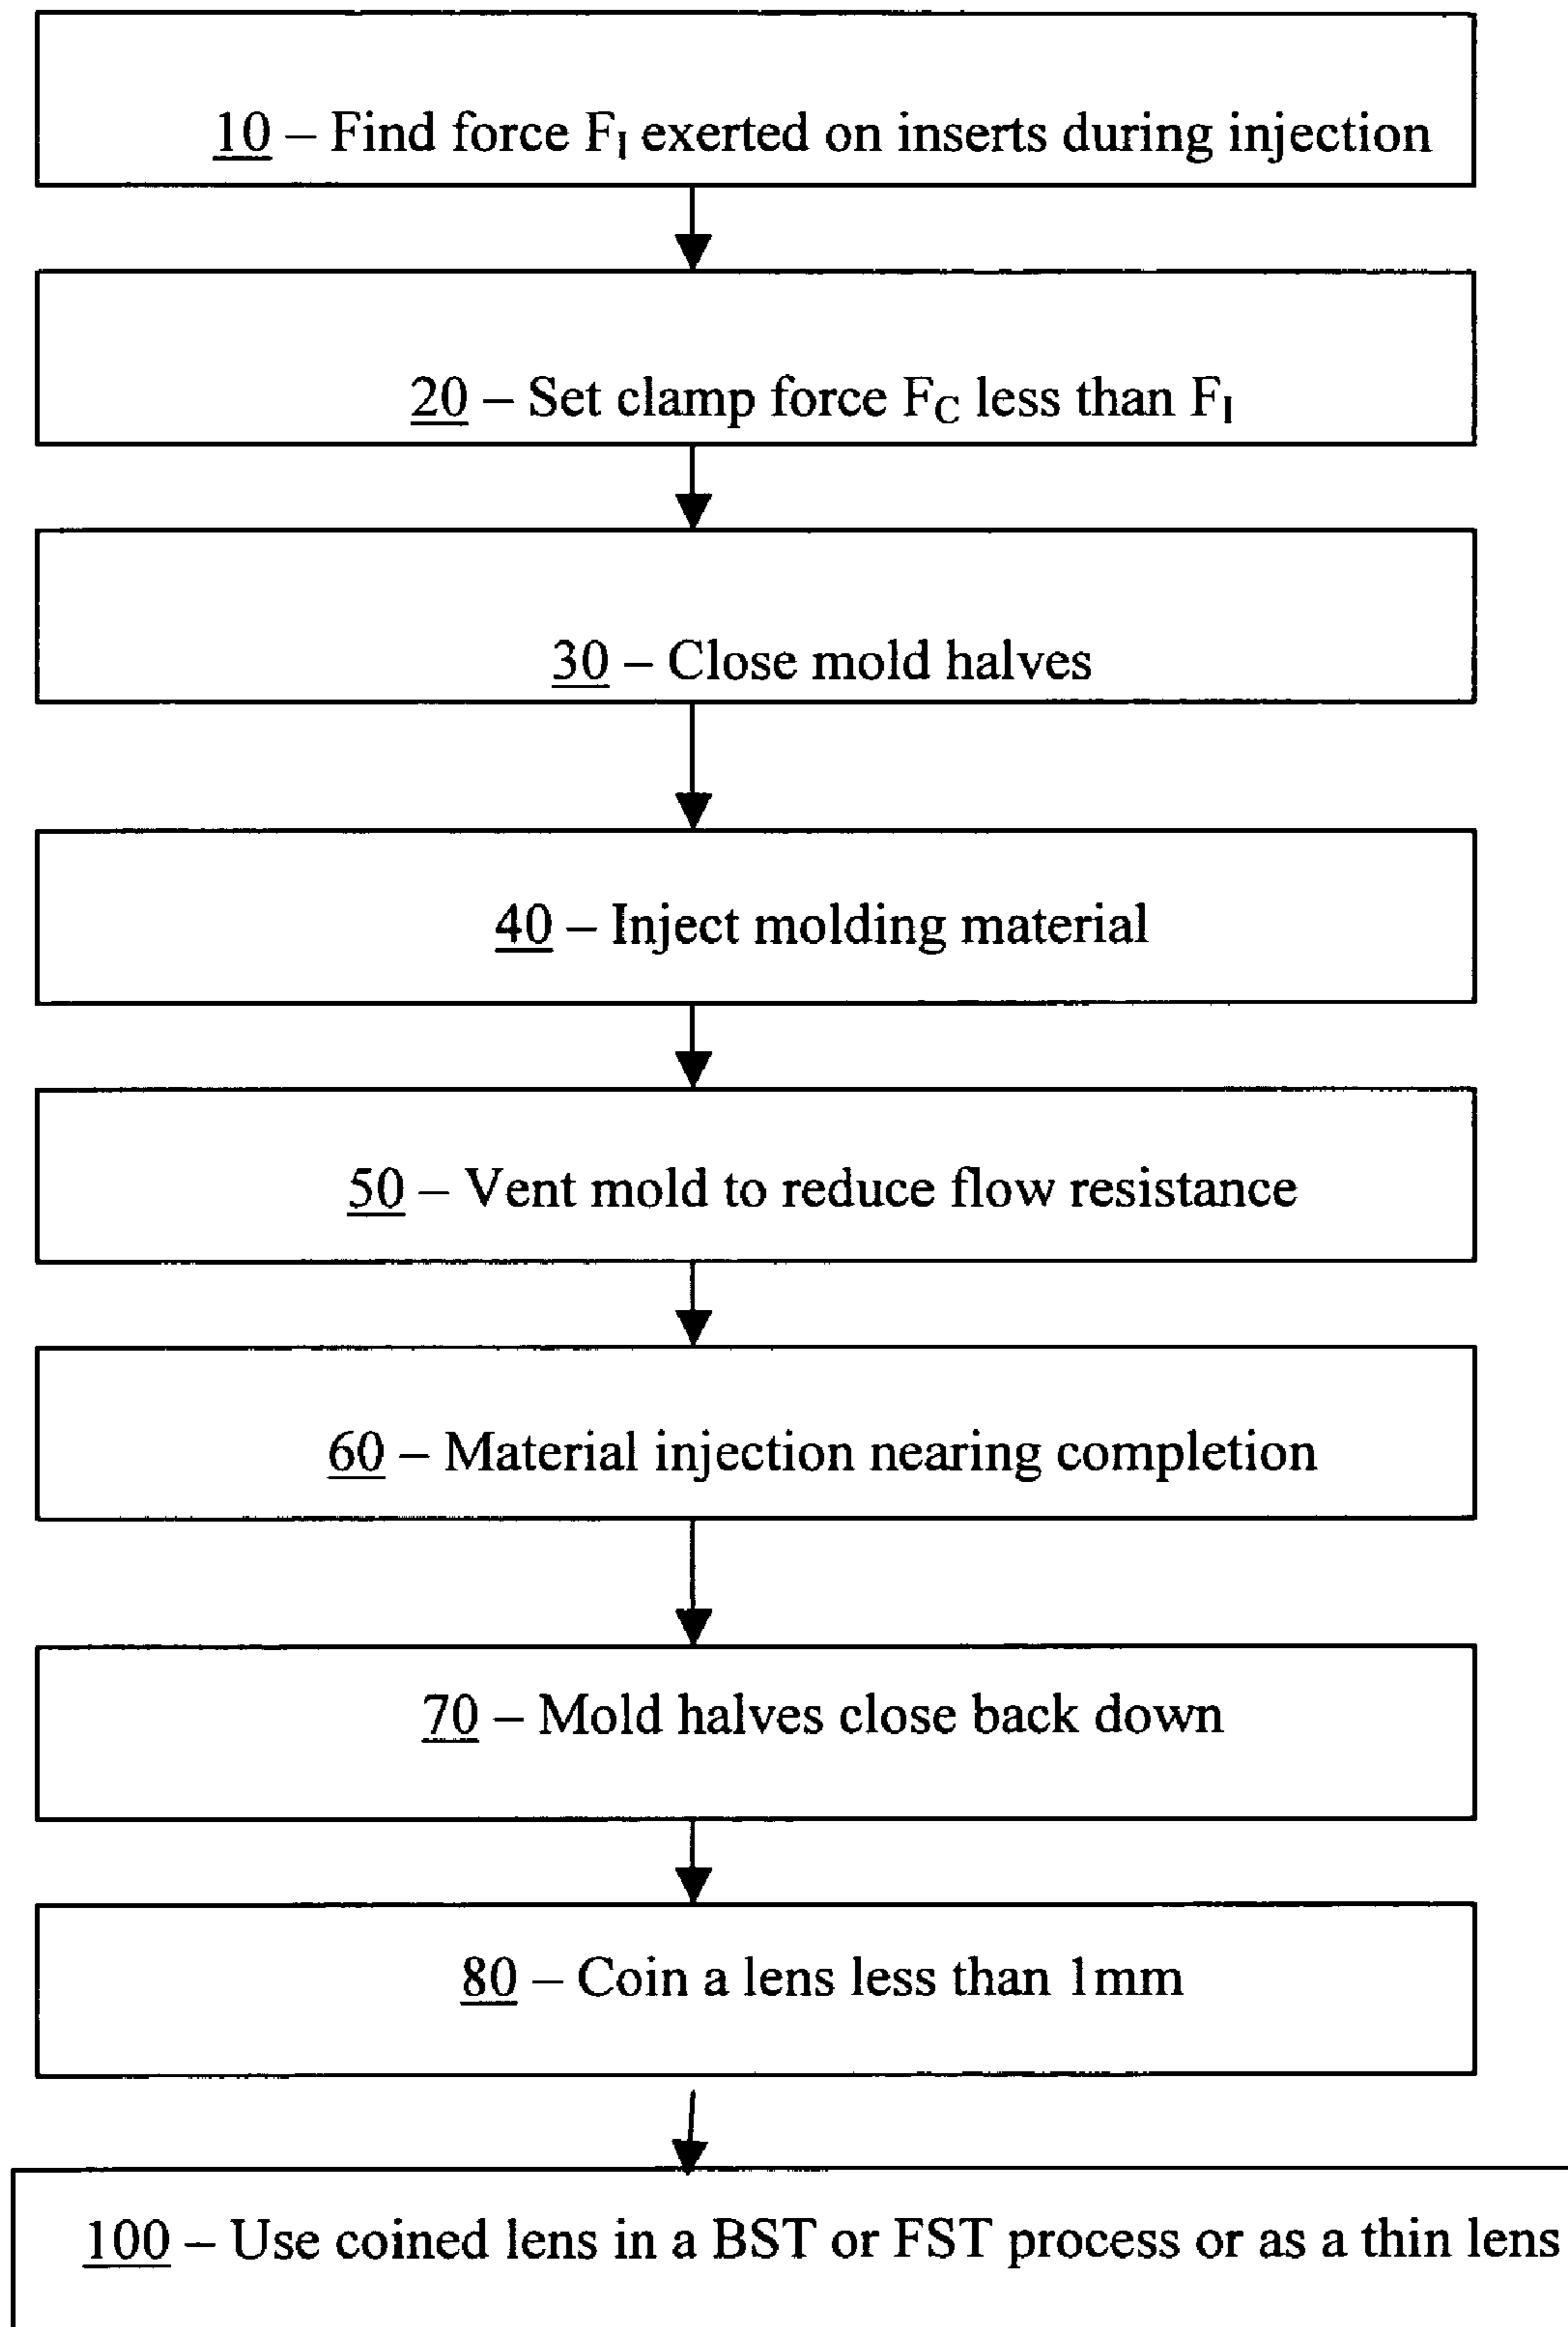 10 – Find force FI exerted on inserts during injection
20 – Set clamp force FC less than FI
30 – Close mold halves
40 – Inject molding material
50 – Vent mold to reduce flow resistance
60 – Material injection nearing completion
70 – Mold halves close back down
80 – Coin a lens less than 1mm
100 – Use coined lens in a BST or FST process or as a thin lens